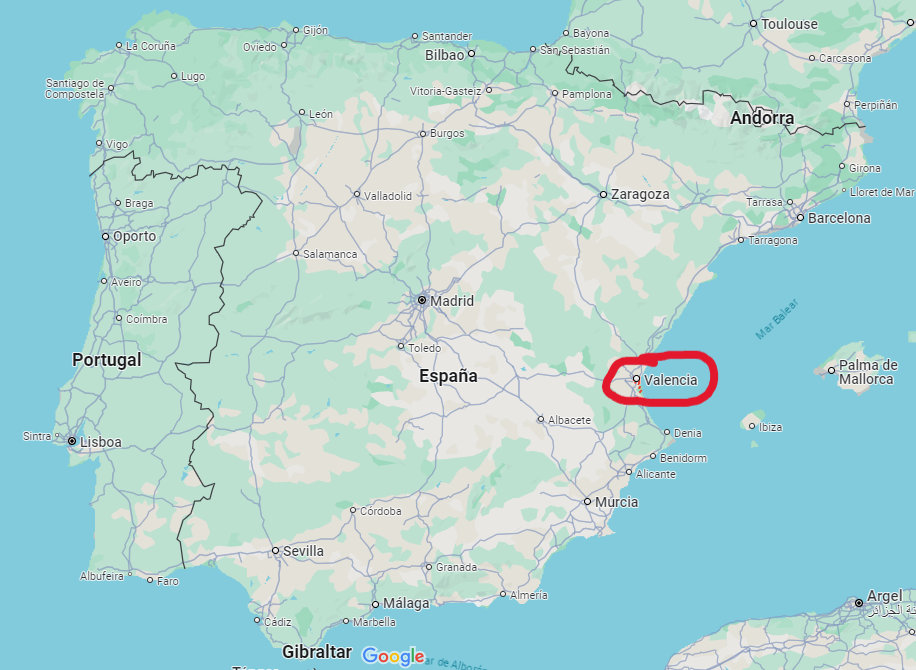 Toulouse
Bayona
Gijón
Santander
La Coruña
Oviedo
Bilbao
San Sebastián
Carcasona
Lugo
Santiago de
Compostela
Vitoria-Gasteiz
Pamplona
Perpiñán
León
Andorra
Burgos
Vigo
Girona
Valladolid
Zaragoza
Lloret de Mar
Braga
Tarrasa
Barcelona
Oporto
Tarragona
Salamanca
Aveiro
Madrid
Coímbra
Mar Balear
Toledo
Portugal
España
Valencia
Palma de
Mallorca
Albacete
Ibiza
Sintra
Lisboa
Denia
Benidorm
Alicante
Murcia
Córdoba
Sevilla
Granada
Albufeira
Faro
Almería
Argel
Málaga
Cádiz
Marbella
Gibraltar
Google